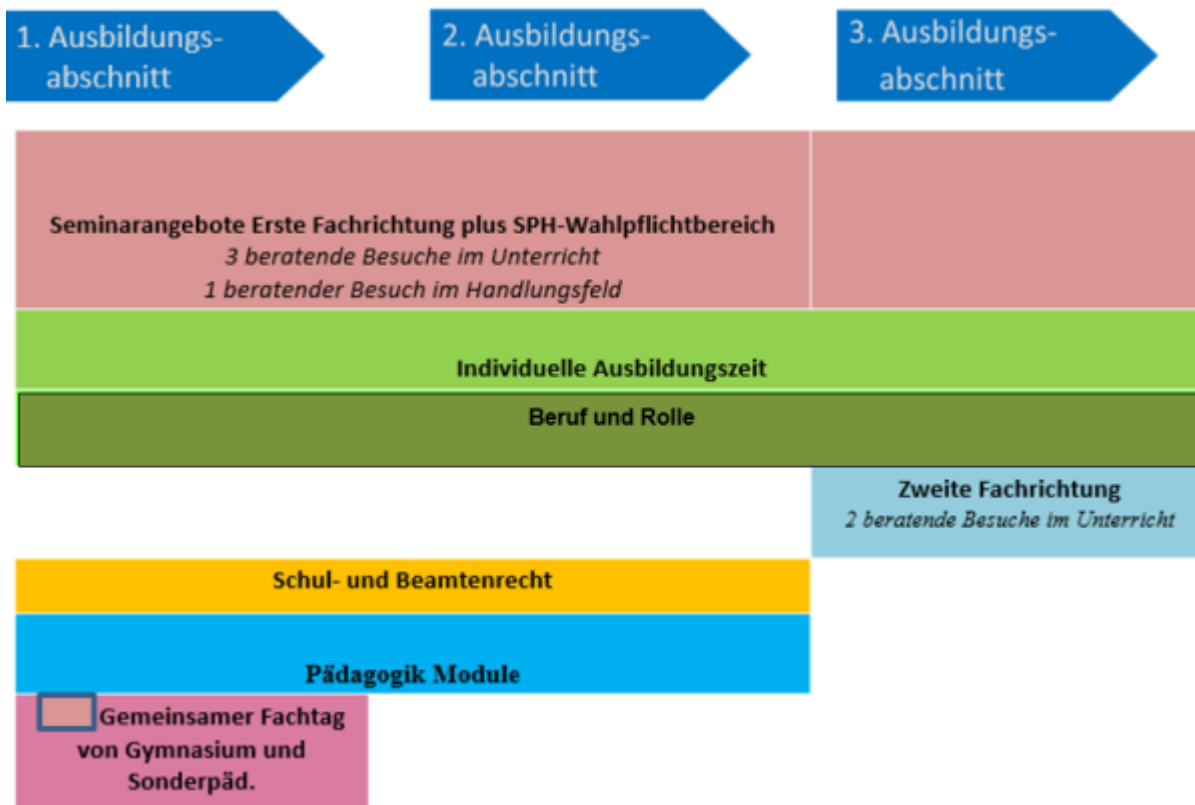 1. Ausbildungs-
abschnitt
2. Ausbildungs-
abschnitt
3. Ausbildungs-
abschnitt
Seminarangebote Erste Fachrichtung plus SPH-Wahlpflichtbereich
3 beratende Besuche im Unterricht
1 beratender Besuch im Handlungsfeld
Individuelle Ausbildungszeit
Beruf und Rolle
Zweite Fachrichtung
2 beratende Besuche im Unterricht
Schul- und Beamtenrecht
Pädagogik Module
Gemeinsamer Fachtag
von Gymnasium und
Sonderpäd.